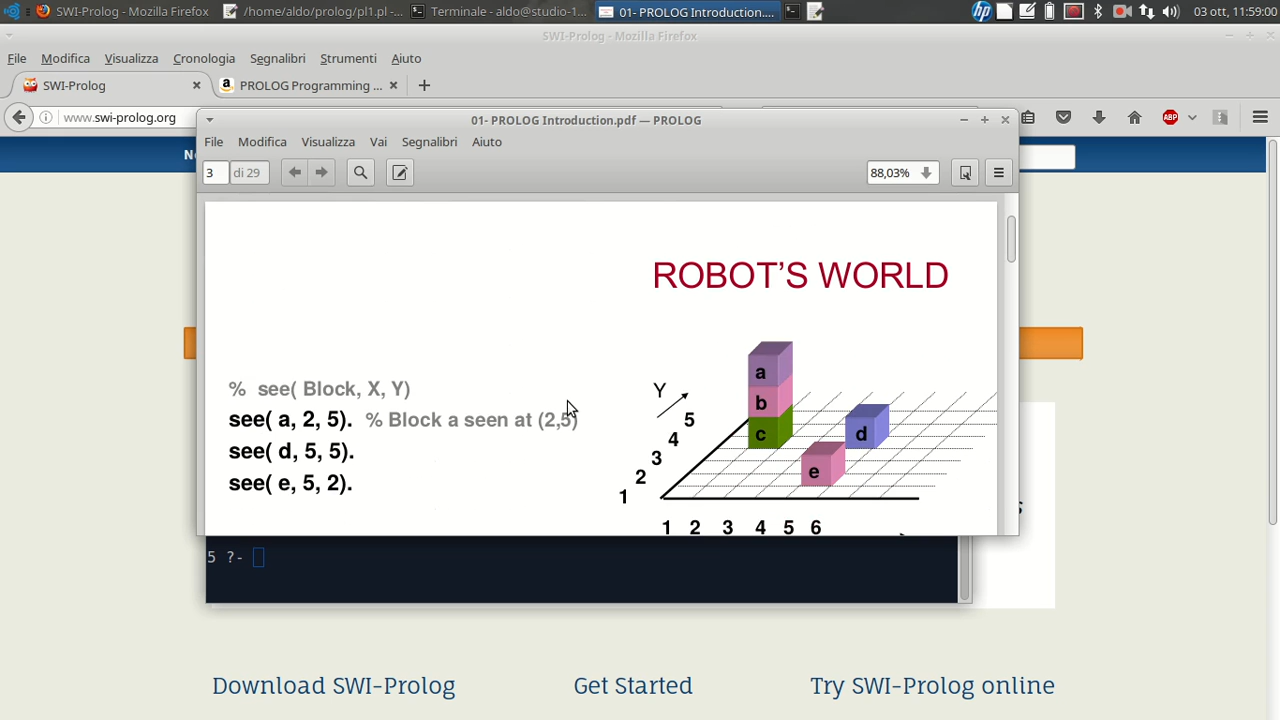 SWI-Prolog - Mozilla Firefox
/home/aldo/prolog/pl1.pl -...
Terminale - aldo@studio-1...
01- PROLOG Introduction....
hp
03 ott, 11:59:00
SWI-Prolog - Mozilla Firefox
File Modifica Visualizza Cronologia Segnalibri Strumenti Aiuto
SWI-Prolog
a PROLOG Programming ...
www.swi-prolog.org
ABP
01- PROLOG Introduction.pdf — PROLOG
File Modifica Visualizza Vai Segnalibri Aiuto
3 di 29
88,03%
ROBOT’S WORLD
% see( Block, X, Y)
see( a, 2, 5). % Block a seen at (2,5)
see( d, 5, 5).
see( e, 5, 2).
Y
5
4
3
2
1
a
b
c
d
e
1 2 3 4 5 6
5 ?-
Download SWI-Prolog
Get Started
Try SWI-Prolog online